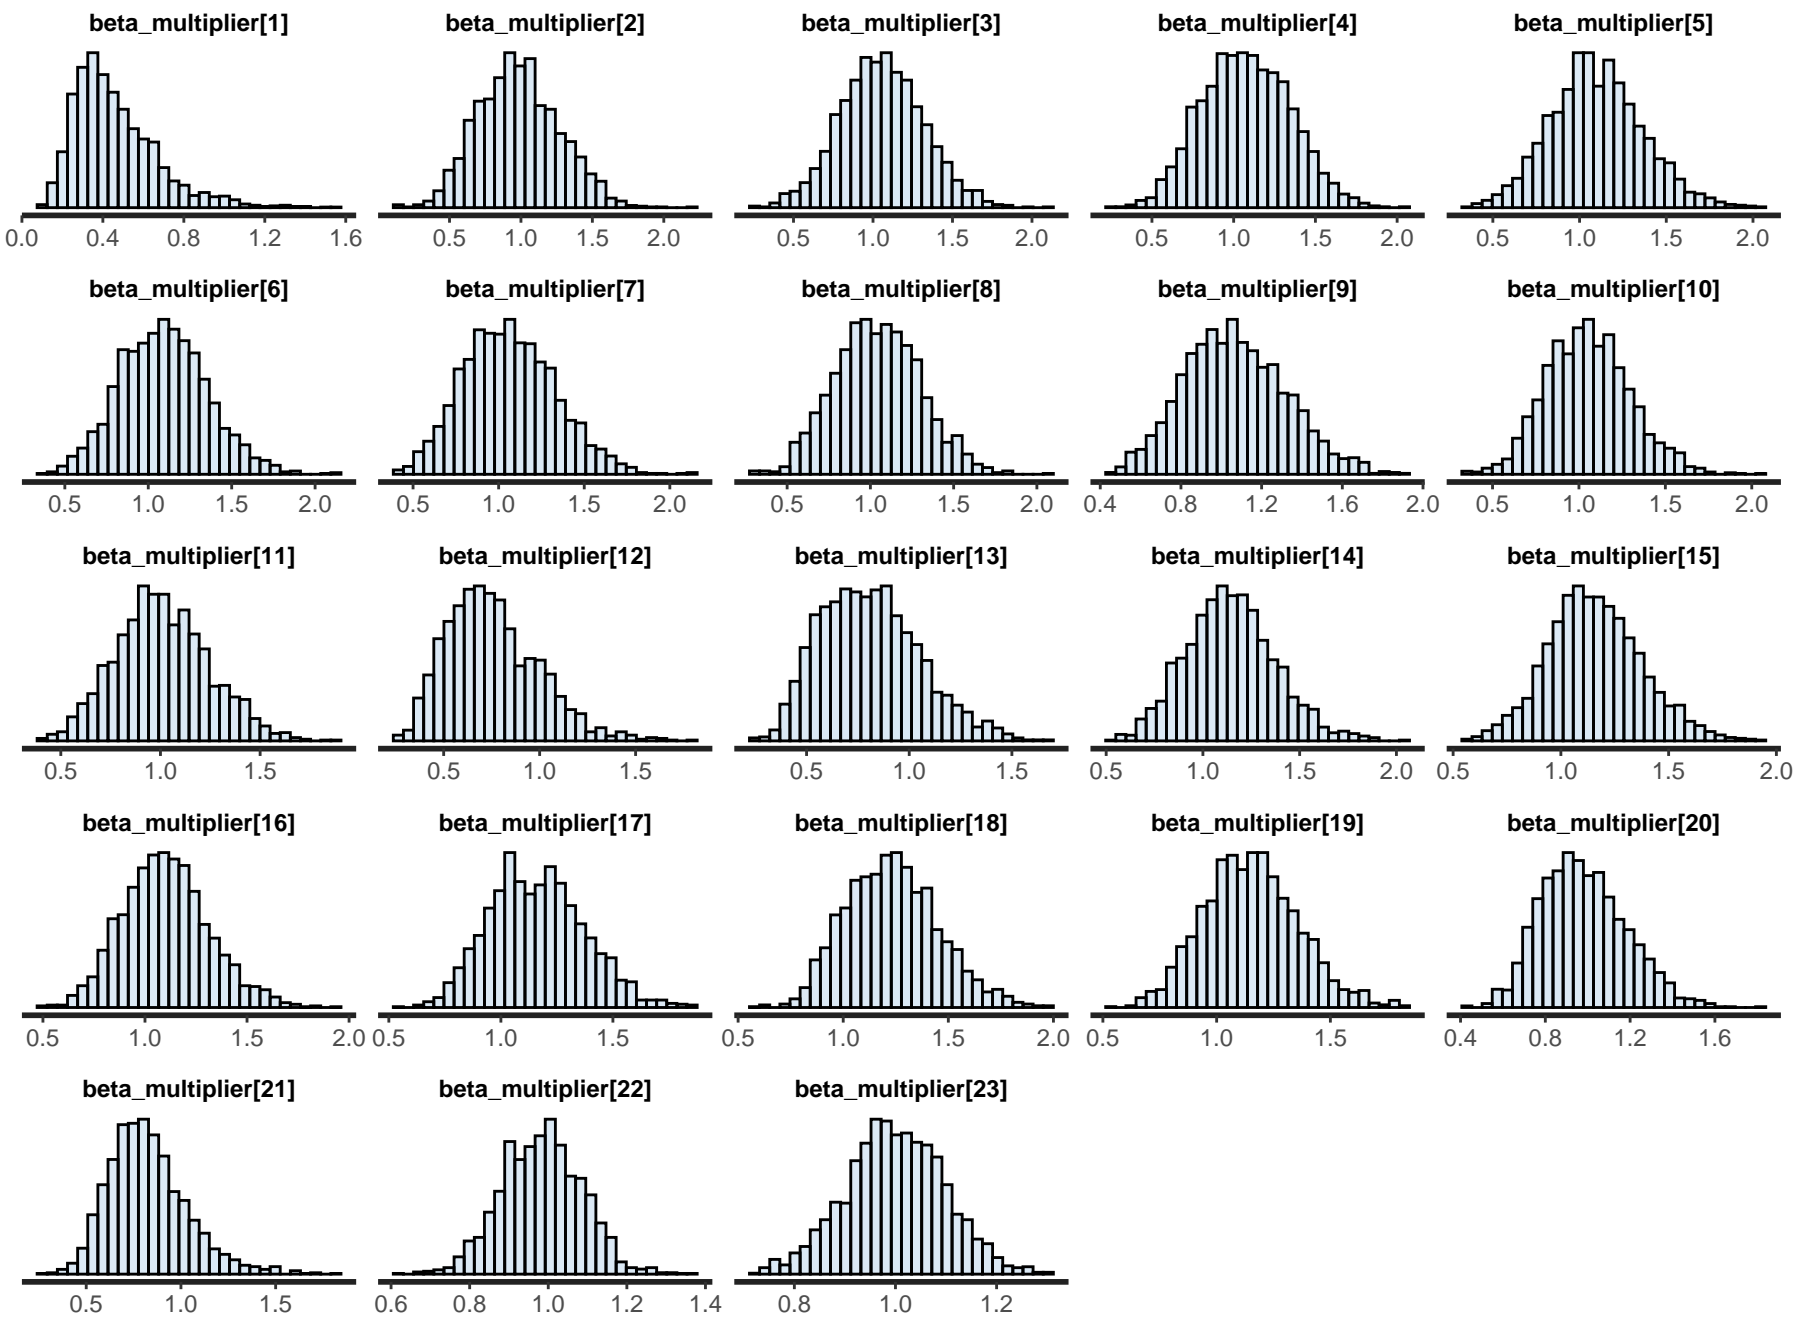 beta_multiplier[1] beta_multiplier[2] beta_multiplier[3] beta_multiplier[4] beta_multiplier[5]
0.0 0.4 0.8 1.2 1.6 0.5 1.0 1.5 2.0 0.5 1.0 1.5 2.0 0.5 1.0 1.5 2.0 0.5 1.0 1.5 2.0
beta_multiplier[6] beta_multiplier[7] beta_multiplier[8] beta_multiplier[9] beta_multiplier[10]
0.5 1.0 1.5 2.0 0.5 1.0 1.5 2.0 0.5 1.0 1.5 2.0 0.4 0.8 1.2 1.6 2.0 0.5 1.0 1.5 2.0
beta_multiplier[11] beta_multiplier[12] beta_multiplier[13] beta_multiplier[14] beta_multiplier[15]
0.5 1.0 1.5 0.5 1.0 1.5 0.5 1.0 1.5 0.5 1.0 1.5 2.0 0.5 1.0 1.5 2.0
beta_multiplier[16] beta_multiplier[17] beta_multiplier[18] beta_multiplier[19] beta_multiplier[20]
0.5 1.0 1.5 2.0 0.5 1.0 1.5 0.5 1.0 1.5 2.0 0.5 1.0 1.5 0.4 0.8 1.2 1.6
beta_multiplier[21] beta_multiplier[22] beta_multiplier[23]
0.5 1.0 1.5 0.6 0.8 1.0 1.2 1.4 0.8 1.0 1.2